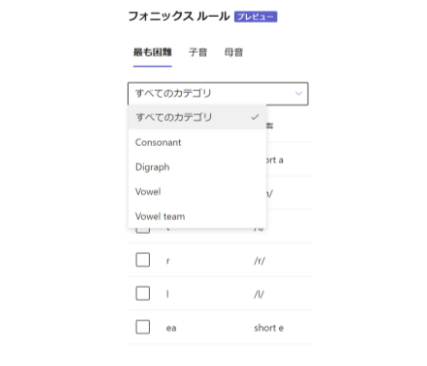 フォニックス ルール プレビュー
最も困難 子音 母音
すべてのカテゴリ
すべてのカテゴリ
Consonant
Digraph
ort a
Vowel
Vowel team
r /r/
l /l/
ea short e